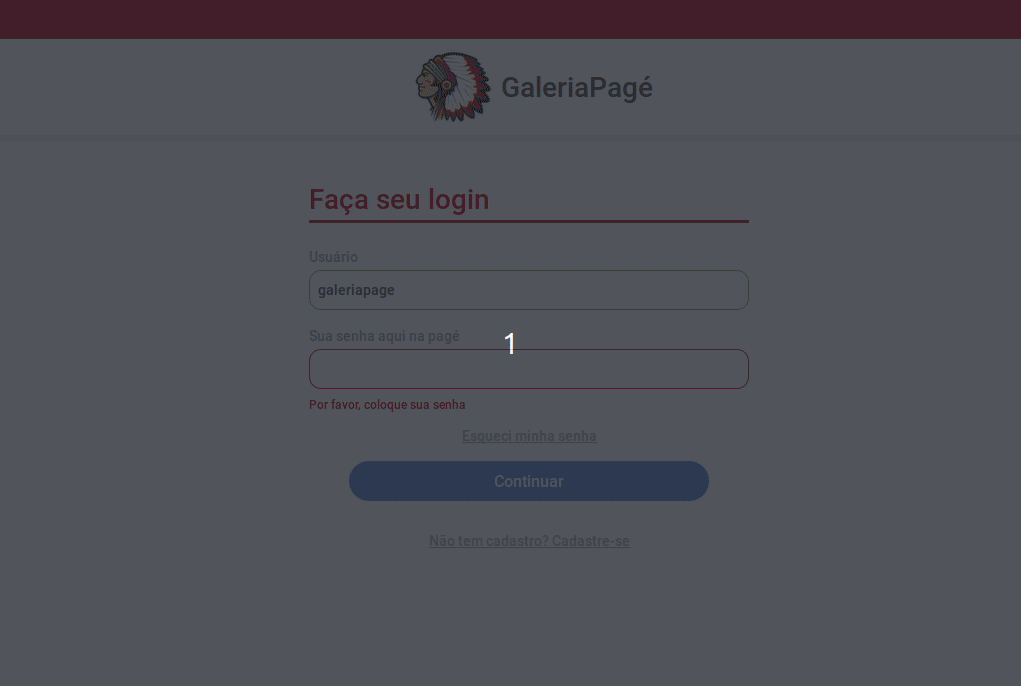 GaleriaPagé
Faça seu login
Usuário
galeriapage
Sua senha aqui na pagé
1
Por favor, coloque sua senha
Esqueci minha senha
Continuar
Não tem cadastro? Cadastre-se